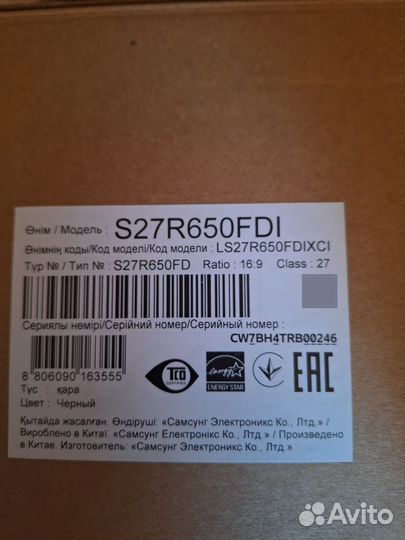 Өнім / Модель : S27R650FDI
Өнімнің коды/Код моделі/Код модели : LS27R650FDIXCI
Түр № / Тип № : S27R650FD Ratio : 16:9 Class : 27
Сериялы нөмірі/Серійний номер/Серийный номер :
CW7BH4TRB00246
8 806090 163555
TCO
CERTIFIED
energy
ENERGY STAR
EAC
Түс : қара
Цвет : Черный
Қытайда жасалған. Өндіруші: «Самсунг Электроникс Ко., Лтд.» /
Вироблено в Китаї. «Самсунг Електронікс Ко., Лтд.» / Произведено
в Китае. Изготовитель: «Самсунг Электроникс Ко., Лтд.»
Avito